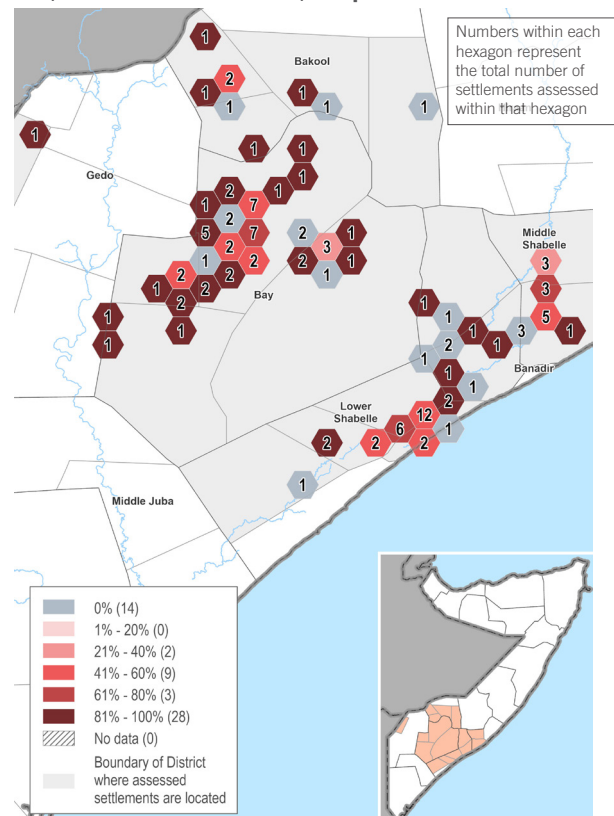 Numbers within each
hexagon represent
the total number of
settlements assessed
within that hexagon
1
Bakool
2
1
1
1
1
1
1
Gedo
1
1
1
1
2
1
7
2
5
7
2
1
Middle
Shabelle
2
3
1
2
2
1
3
2
2
1
1
2
Bay
3
2
1
1
5
1
1
1
1
3
1
2
1
1
1
1
Banadir
1
2
Lower
Shabelle
12
6
1
2
2
2
1
Middle Juba
0% (14)
1% - 20% (0)
21% - 40% (2)
41% - 60% (9)
61% - 80% (3)
81% - 100% (28)
No data (0)
Boundary of District
where assessed
settlements are located